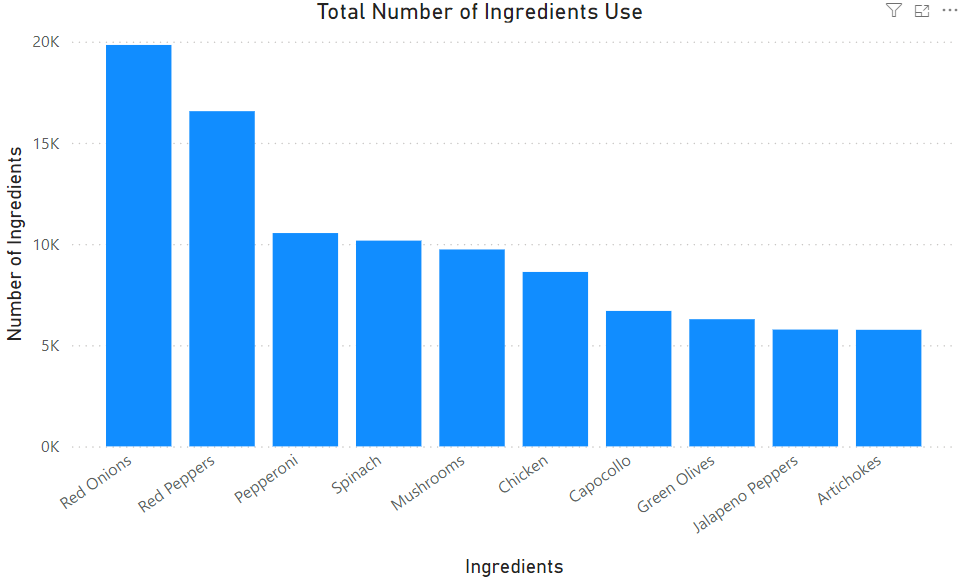 Total Number of Ingredients Use
Number of Ingredients
20K
15K
10K
5K
0K
Red Onions
Red Peppers
Pepperoni
Spinach
Mushrooms
Chicken
Capocollo
Green Olives
Jalapeno Peppers
Artichokes
Ingredients